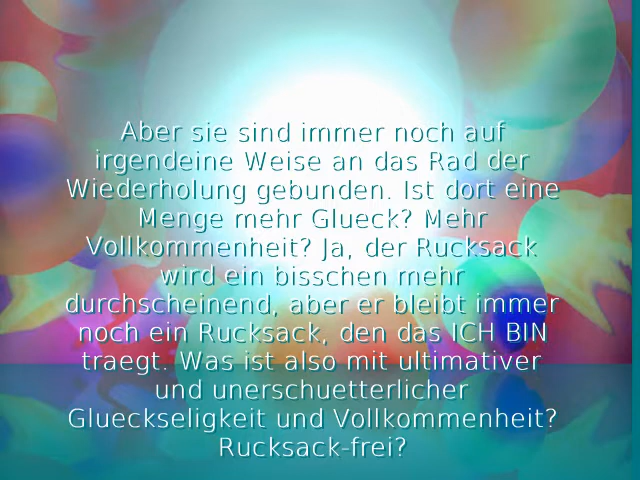 Aber sie sind immer noch auf
irgendeine Weise an das Rad der
Wiederholung gebunden. Ist dort eine
Menge mehr Glueck? Mehr
Vollkommenheit? Ja, der Rucksack
wird ein bisschen mehr
durchscheinend, aber er bleibt immer
noch ein Rucksack, den das ICH BIN
traegt. Was ist also mit ultimativer
und unerschuetterlicher
Glueckseligkeit und Vollkommenheit?
Rucksack-frei?